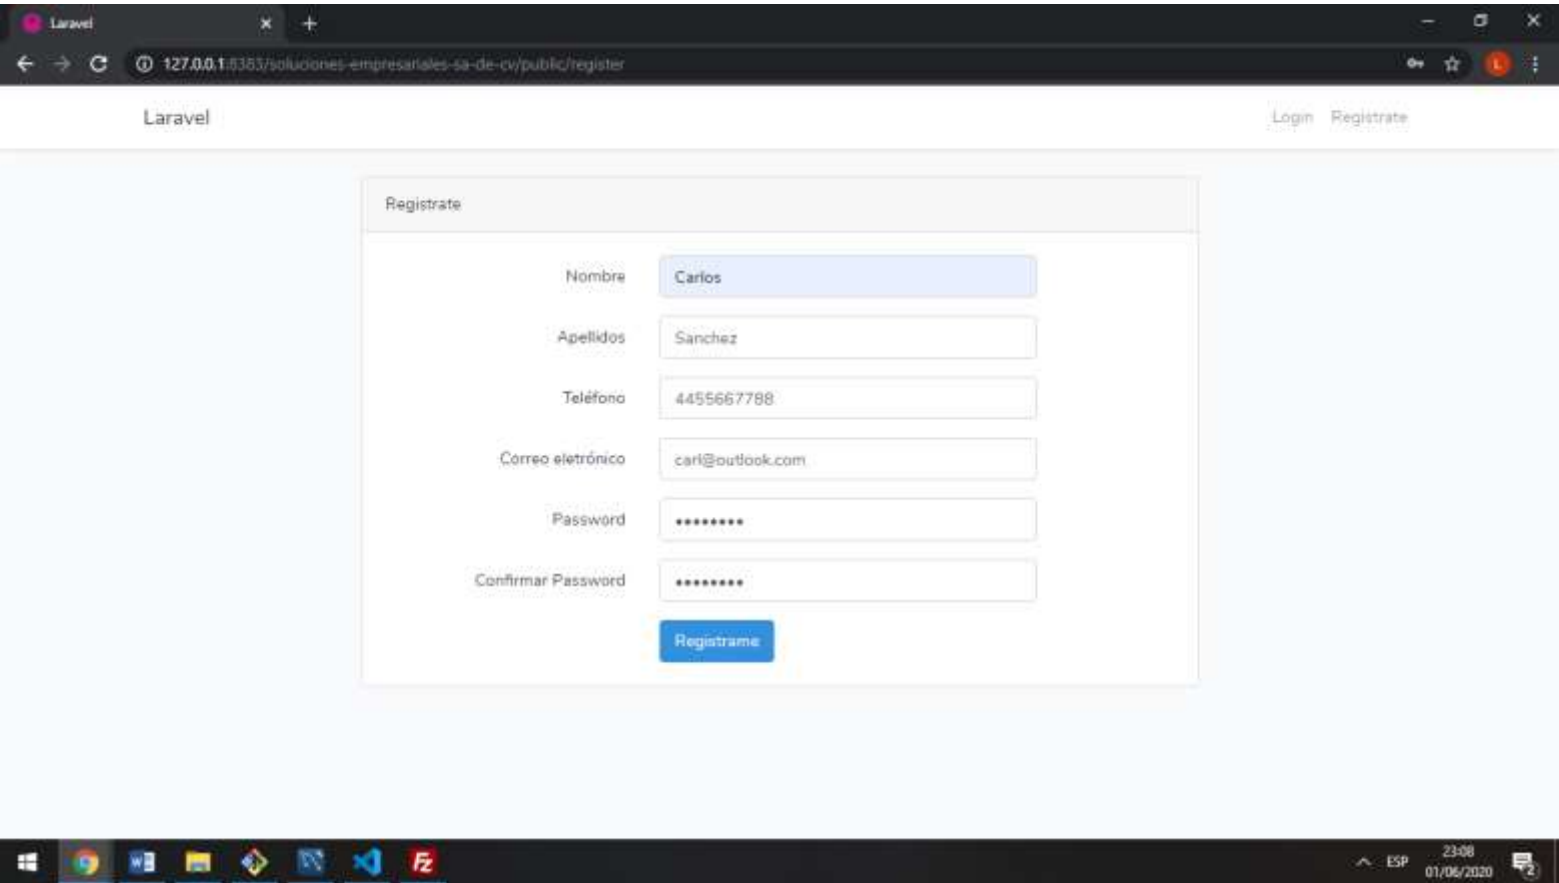 Laravel
127.0.0.1:8383/soluciones-empresariales-sa-de-cv/public/register
L
Laravel
Login Registrate
Registrate
Nombre Carlos
Apellidos Sanchez
Teléfono 4455667788
Correo eletrónico carl@outlook.com
Password ••••••••
Confirmar Password ••••••••
Registrame
ESP
23:08
01/06/2020
2